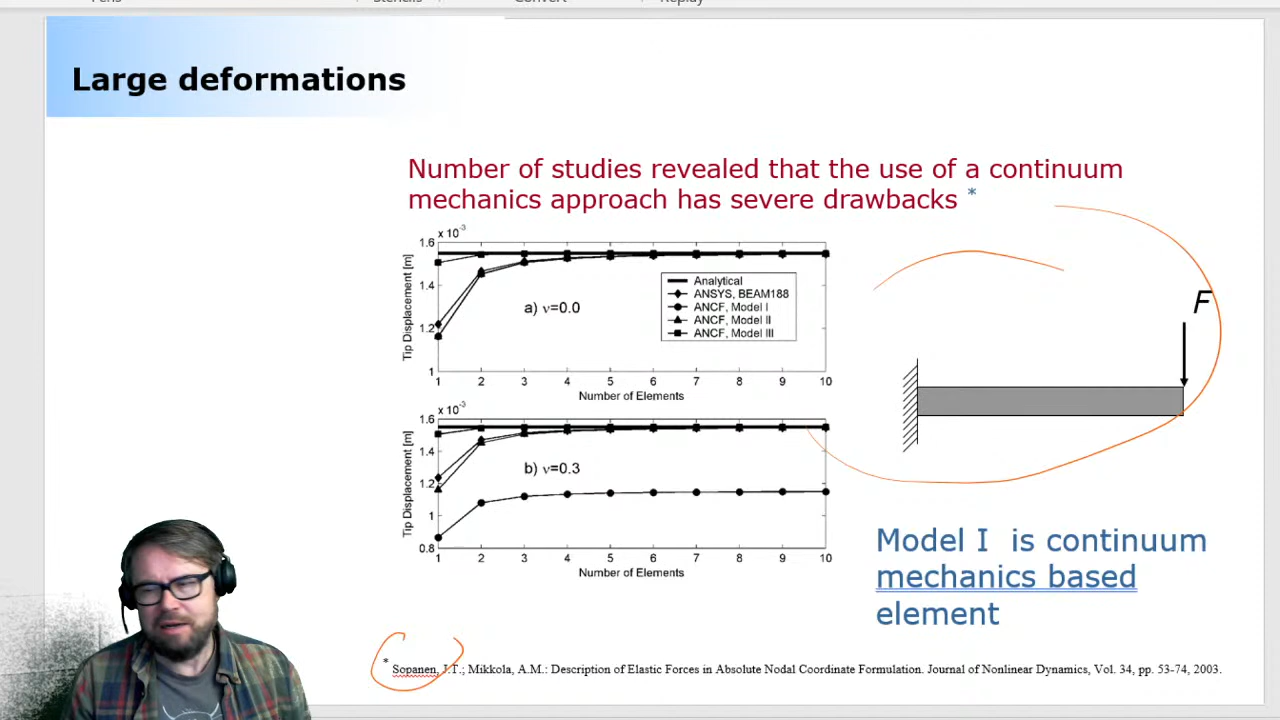 Pens Stencils Convert Replay
Large deformations
Number of studies revealed that the use of a continuum
mechanics approach has severe drawbacks *
x 10⁻³
1.6
1.4
1.2
1
Tip Displacement [m]
a) ν=0.0
Analytical
ANSYS, BEAM188
ANCF, Model I
ANCF, Model II
ANCF, Model III
1 2 3 4 5 6 7 8 9 10
Number of Elements
x 10⁻³
1.6
1.4
1.2
1
0.8
Tip Displacement [m]
b) ν=0.3
1 2 3 4 5 6 7 8 9 10
Number of Elements
F
Model I is continuum
mechanics based
element
* Sopanen, J.T.; Mikkola, A.M.: Description of Elastic Forces in Absolute Nodal Coordinate Formulation. Journal of Nonlinear Dynamics, Vol. 34, pp. 53-74, 2003.